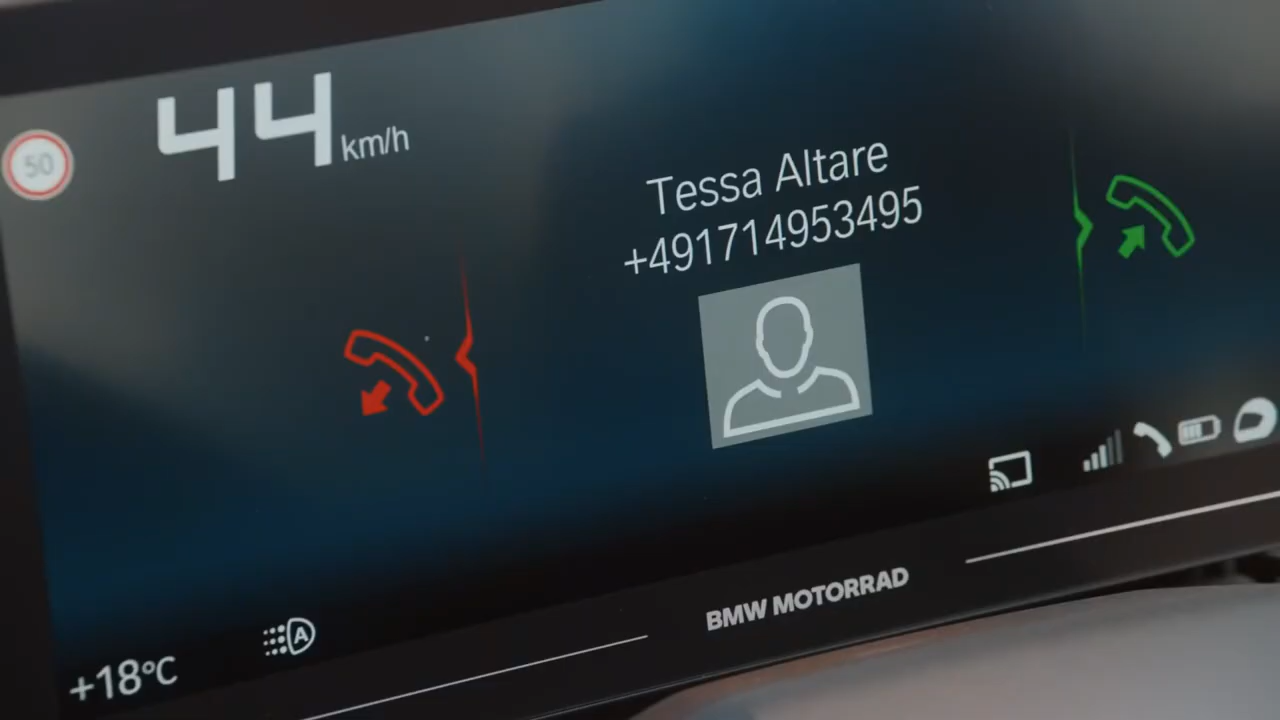 50
44 km/h
Tessa Altare
+491714953495
A
+18°C
BMW MOTORRAD